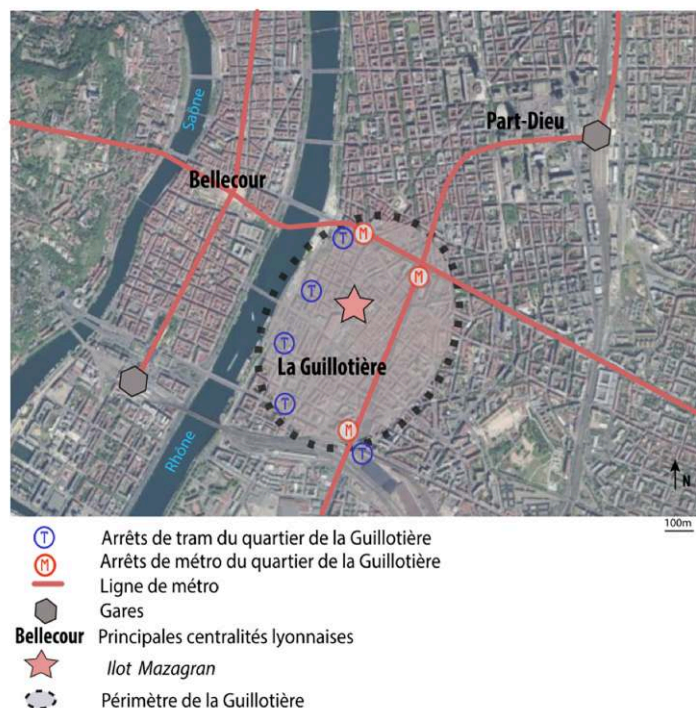 Saône
Part-Dieu
Bellecour
T
M
M
T
T
La Guillotière
T
M
T
Rhône
N
100m
T Arrêts de tram du quartier de la Guillotière
M Arrêts de métro du quartier de la Guillotière
Ligne de métro
Gares
Bellecour Principales centralités lyonnaises
Ilot Mazagran
Périmètre de la Guillotière